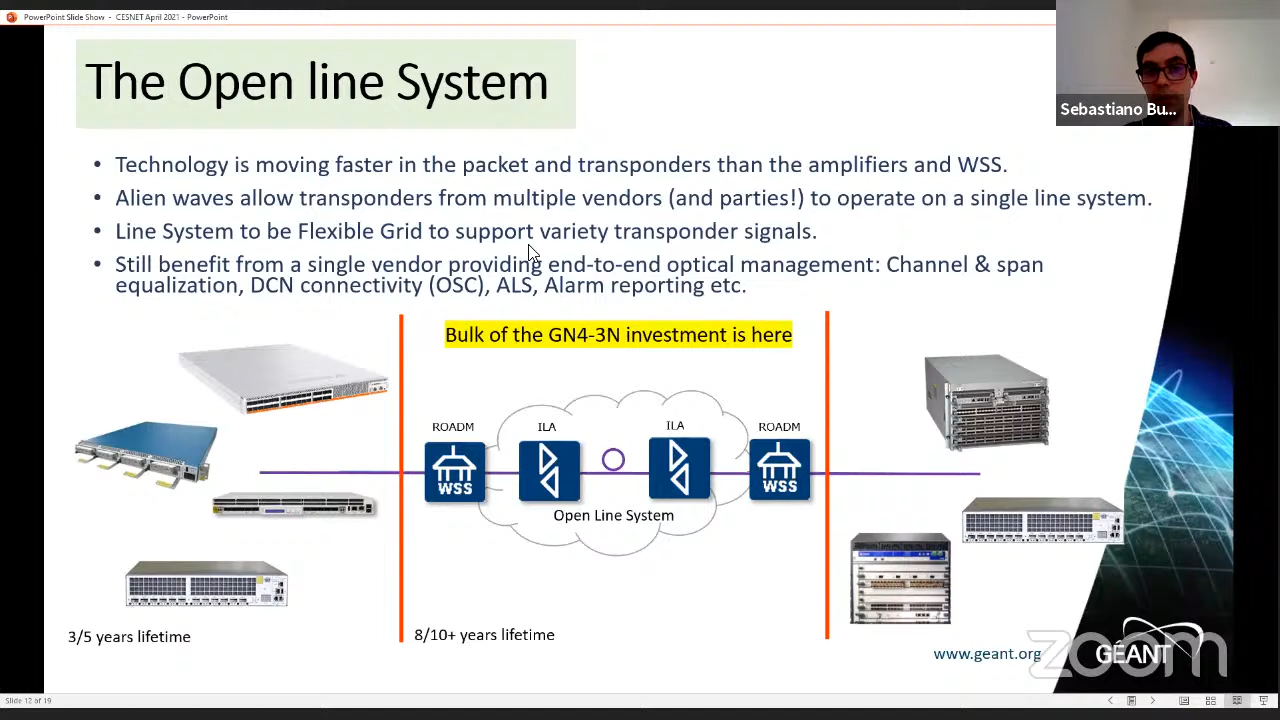 PowerPoint Slide Show - CESNET April 2021 - PowerPoint
The Open line System
Sebastiano Bu...
• Technology is moving faster in the packet and transponders than the amplifiers and WSS.
• Alien waves allow transponders from multiple vendors (and parties!) to operate on a single line system.
• Line System to be Flexible Grid to support variety transponder signals.
• Still benefit from a single vendor providing end-to-end optical management: Channel & span
equalization, DCN connectivity (OSC), ALS, Alarm reporting etc.
Bulk of the GN4-3N investment is here
ROADM
ILA
ILA
ROADM
WSS
WSS
Open Line System
3/5 years lifetime
8/10+ years lifetime
www.geant.org
GÉANT
zoom
Slide 12 of 19